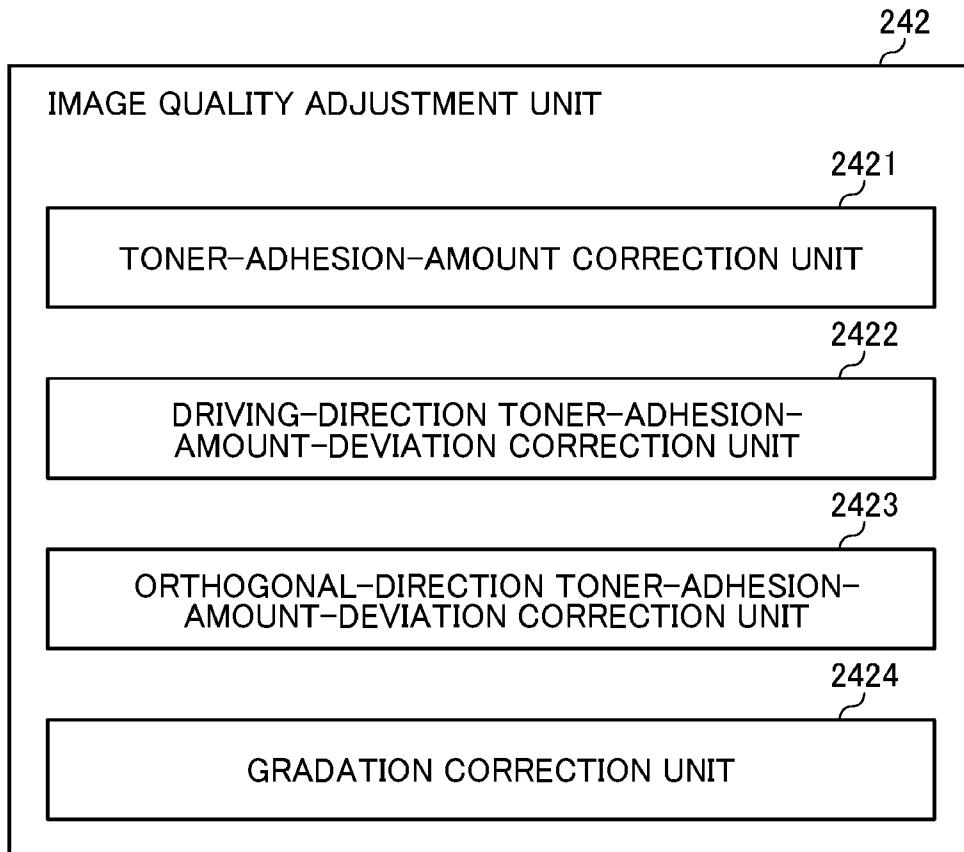 242
IMAGE QUALITY ADJUSTMENT UNIT
2421
TONER-ADHESION-AMOUNT CORRECTION UNIT
2422
DRIVING-DIRECTION TONER-ADHESION-
AMOUNT-DEVIATION CORRECTION UNIT
2423
ORTHOGONAL-DIRECTION TONER-ADHESION-
AMOUNT-DEVIATION CORRECTION UNIT
2424
GRADATION CORRECTION UNIT